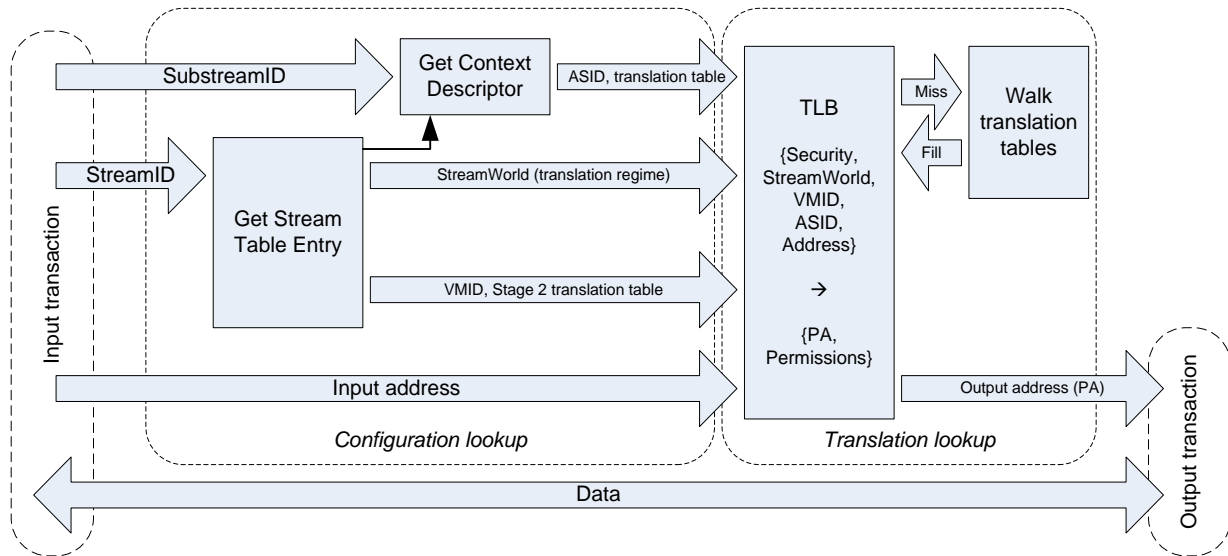 SubstreamID
Get Context
Descriptor
ASID, translation table
TLB
Miss
Walk
translation
tables
Fill
StreamID
StreamWorld (translation regime)
{Security,
StreamWorld,
VMID,
ASID,
Address}
→
{PA,
Permissions}
Get Stream
Table Entry
VMID, Stage 2 translation table
Input transaction
Input address
Output address (PA)
Configuration lookup
Translation lookup
Data
Output transaction